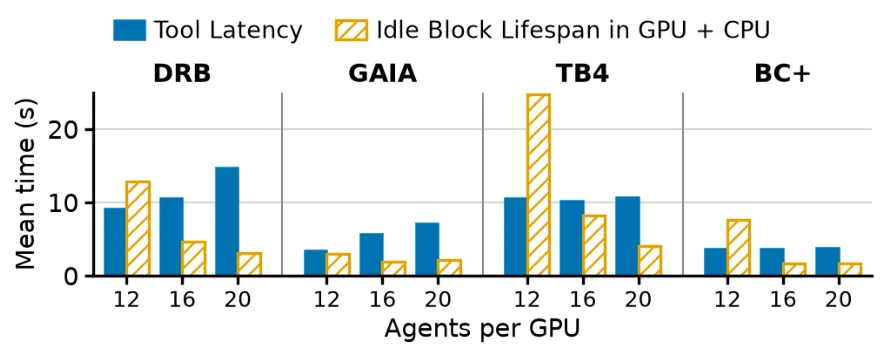 Tool Latency Idle Block Lifespan in GPU + CPU
DRB GAIA TB4 BC+
Mean time (s)
20
10
0
12 16 20 12 16 20 12 16 20 12 16 20
Agents per GPU